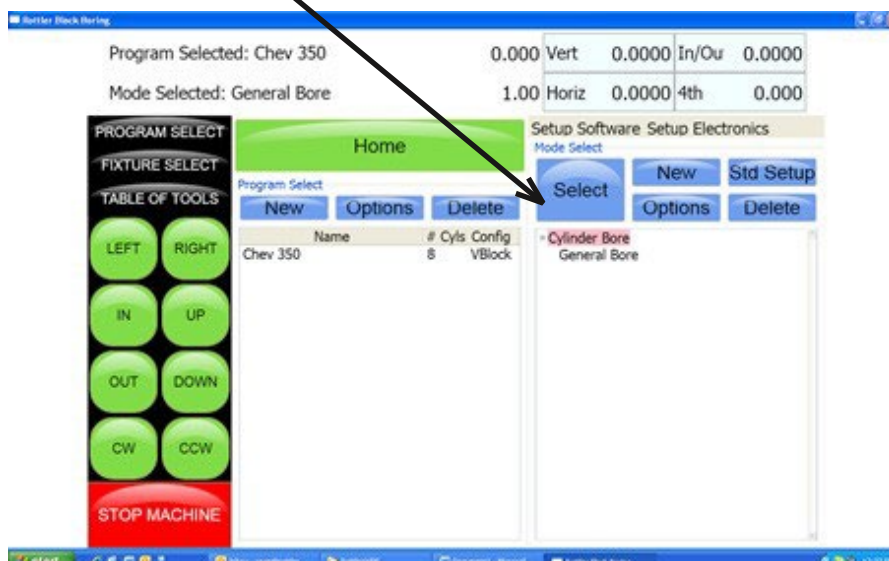 Rottler Block Boring
Program Selected: Chev 350
0.000
Vert 0.0000 In/Ou 0.0000
Mode Selected: General Bore
1.00
Horiz 0.0000 4th 0.000
PROGRAM SELECT
FIXTURE SELECT
TABLE OF TOOLS
LEFT RIGHT
IN UP
OUT DOWN
CW CCW
STOP MACHINE
Home
Program Select
New Options Delete
Name # Cyls Config
Chev 350 8 VBlock
Setup Software Setup Electronics
Mode Select
Select
New Std Setup
Options Delete
Cylinder Bore
General Bore
start